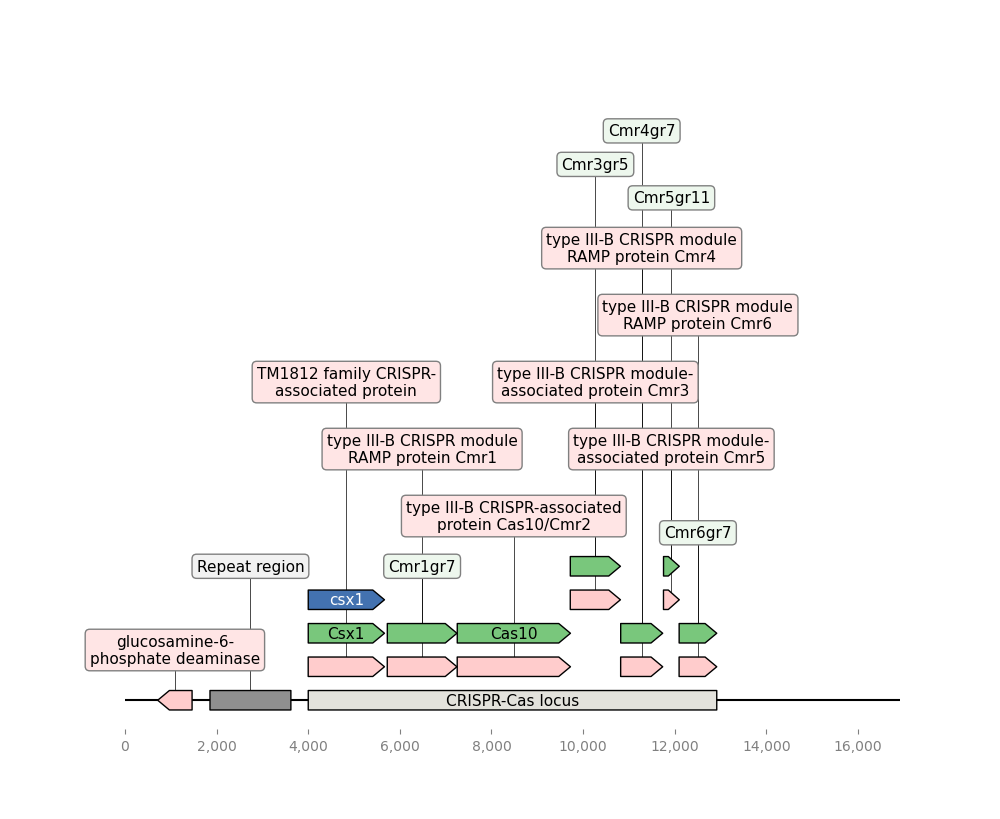 Cmr4gr7
Cmr3gr5
Cmr5gr11
type III-B CRISPR module
RAMP protein Cmr4
type III-B CRISPR module
RAMP protein Cmr6
TM1812 family CRISPR-
associated protein
type III-B CRISPR module-
associated protein Cmr3
type III-B CRISPR module
RAMP protein Cmr1
type III-B CRISPR module-
associated protein Cmr5
type III-B CRISPR-associated
protein Cas10/Cmr2
Cmr6gr7
Repeat region
Cmr1gr7
csx1
Csx1
Cas10
glucosamine-6-
phosphate deaminase
CRISPR-Cas locus
0 2,000 4,000 6,000 8,000 10,000 12,000 14,000 16,000